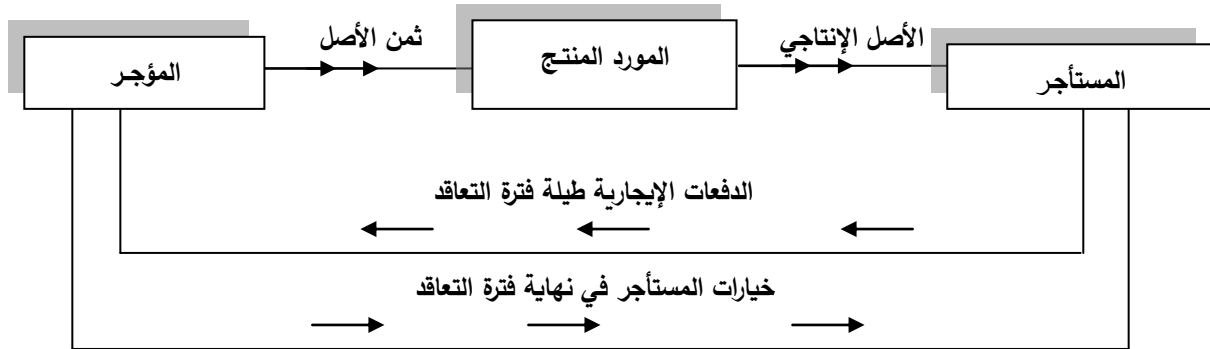 الأصل الإنتاجي
ثمن الأصل
المستأجر
المورد المنتج
المؤجر
الدفعات الإيجارية طيلة فترة التعاقد
خيارات المستأجر في نهاية فترة التعاقد